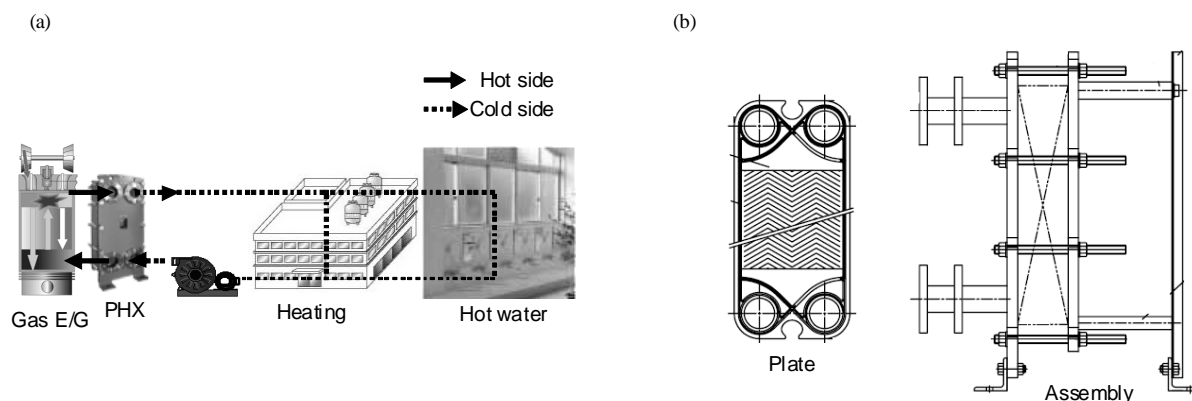 (a)
(b)
Hot side
Cold side
Gas E/G
PHX
Heating
Hot water
Plate
Assembly